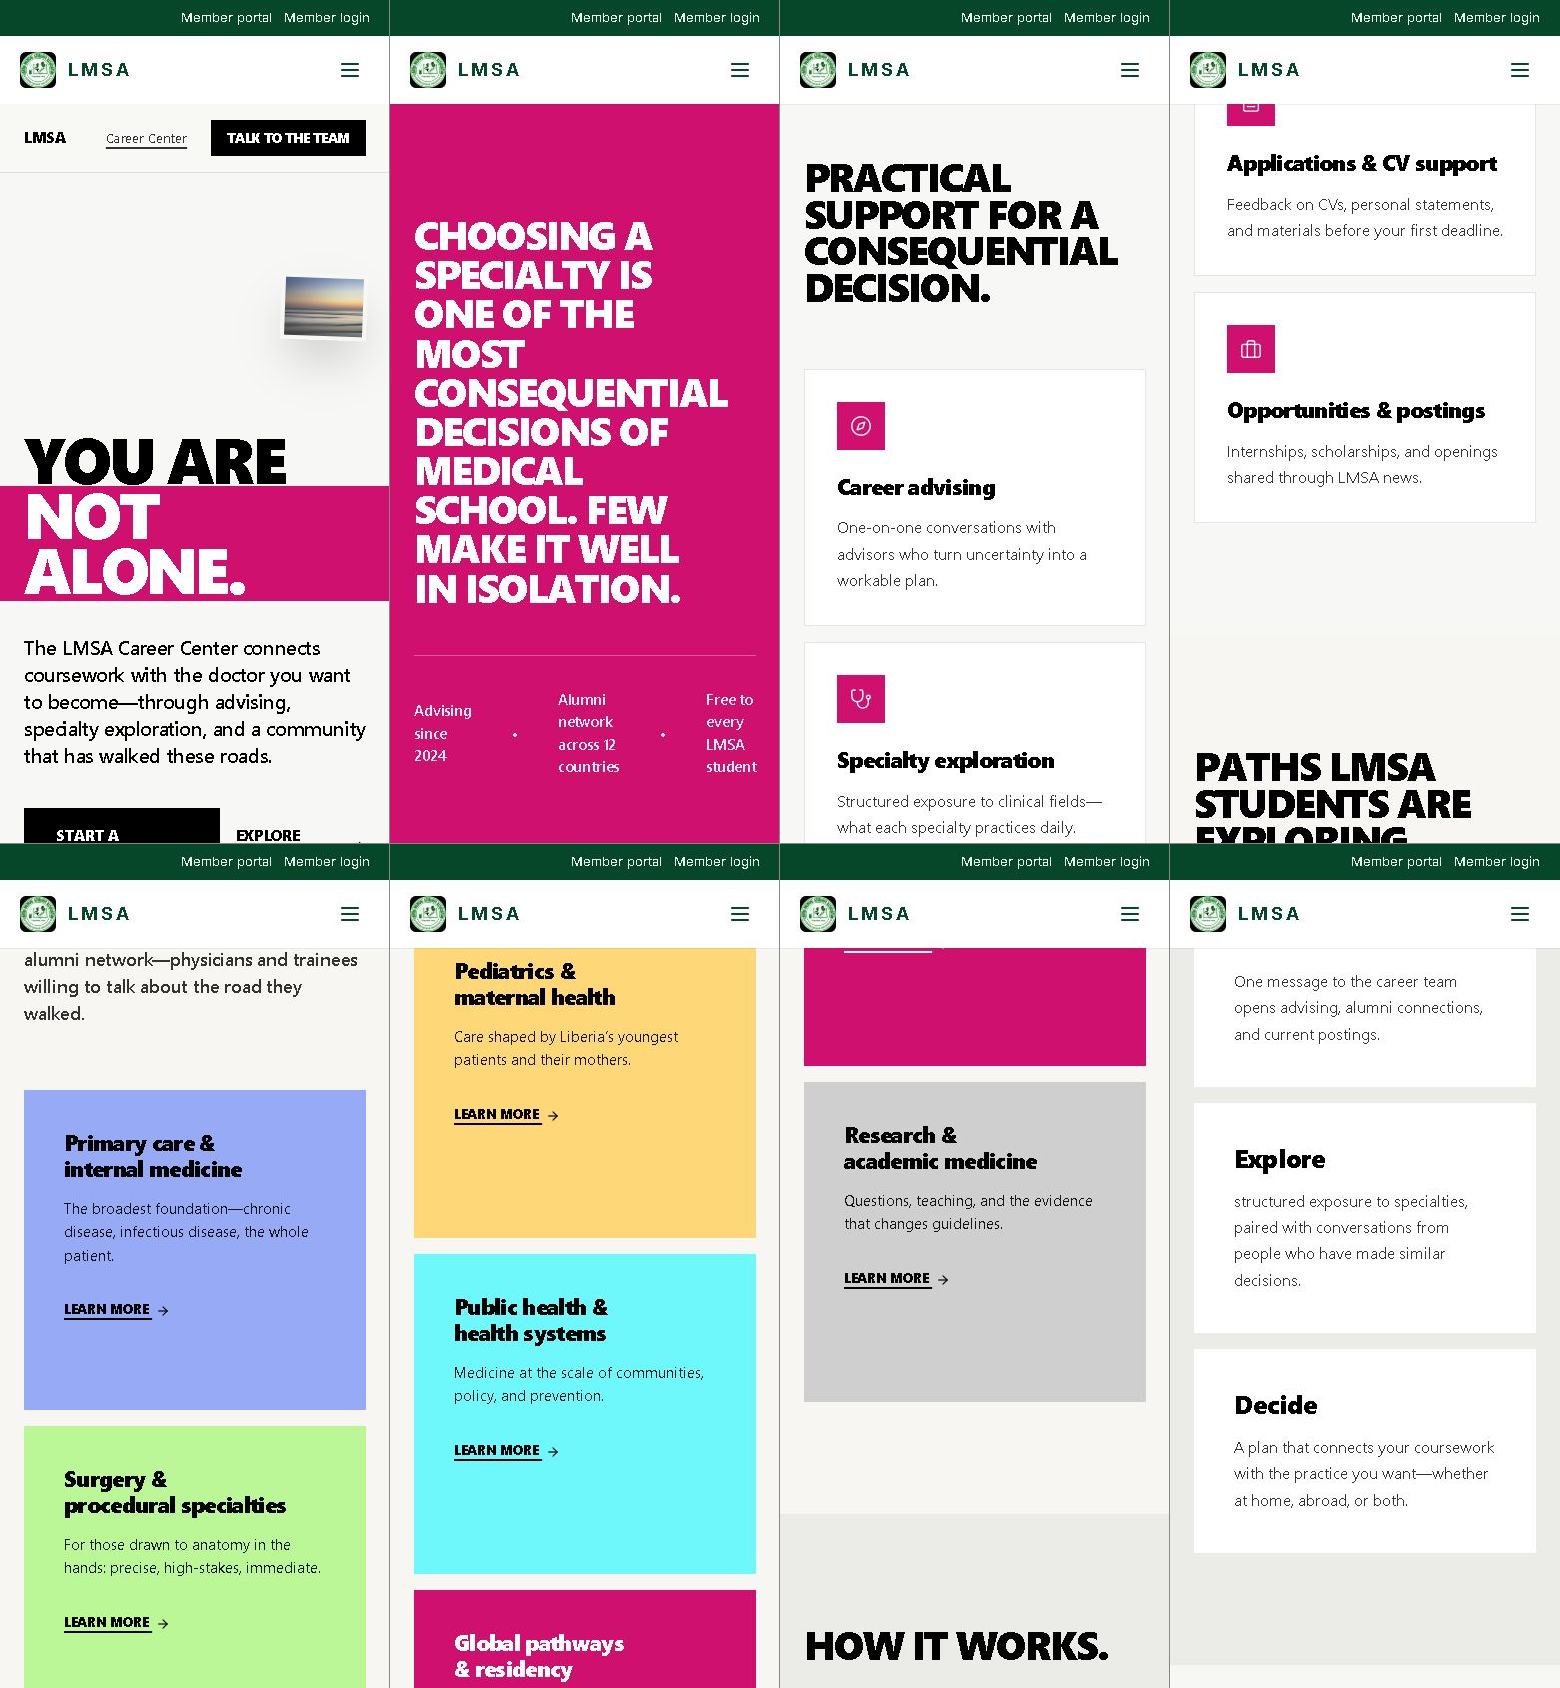 Member portal Member login
LMSA
LMSA Career Center TALK TO THE TEAM
YOU ARE
NOT
ALONE.
The LMSA Career Center connects
coursework with the doctor you want
to become—through advising,
specialty exploration, and a community
that has walked these roads.
START A EXPLORE
Member portal Member login
LMSA
CHOOSING A
SPECIALTY IS
ONE OF THE
MOST
CONSEQUENTIAL
DECISIONS OF
MEDICAL
SCHOOL. FEW
MAKE IT WELL
IN ISOLATION.
Advising
since
2024
•
Alumni
network
across 12
countries
•
Free to
every
LMSA
student
Member portal Member login
LMSA
PRACTICAL
SUPPORT FOR A
CONSEQUENTIAL
DECISION.
Career advising
One-on-one conversations with
advisors who turn uncertainty into a
workable plan.
Specialty exploration
Structured exposure to clinical fields—
what each specialty practices daily.
Member portal Member login
LMSA
Applications & CV support
Feedback on CVs, personal statements,
and materials before your first deadline.
Opportunities & postings
Internships, scholarships, and openings
shared through LMSA news.
PATHS LMSA
STUDENTS ARE
EXPLORING
Member portal Member login
LMSA
alumni network—physicians and trainees
willing to talk about the road they
walked.
Primary care &
internal medicine
The broadest foundation—chronic
disease, infectious disease, the whole
patient.
LEARN MORE →
Surgery &
procedural specialties
For those drawn to anatomy in the
hands: precise, high-stakes, immediate.
LEARN MORE →
Member portal Member login
LMSA
Pediatrics &
maternal health
Care shaped by Liberia’s youngest
patients and their mothers.
LEARN MORE →
Public health &
health systems
Medicine at the scale of communities,
policy, and prevention.
LEARN MORE →
Global pathways
& residency
Member portal Member login
LMSA
Research &
academic medicine
Questions, teaching, and the evidence
that changes guidelines.
LEARN MORE →
HOW IT WORKS.
Member portal Member login
LMSA
One message to the career team
opens advising, alumni connections,
and current postings.
Explore
structured exposure to specialties,
paired with conversations from
people who have made similar
decisions.
Decide
A plan that connects your coursework
with the practice you want—whether
at home, abroad, or both.